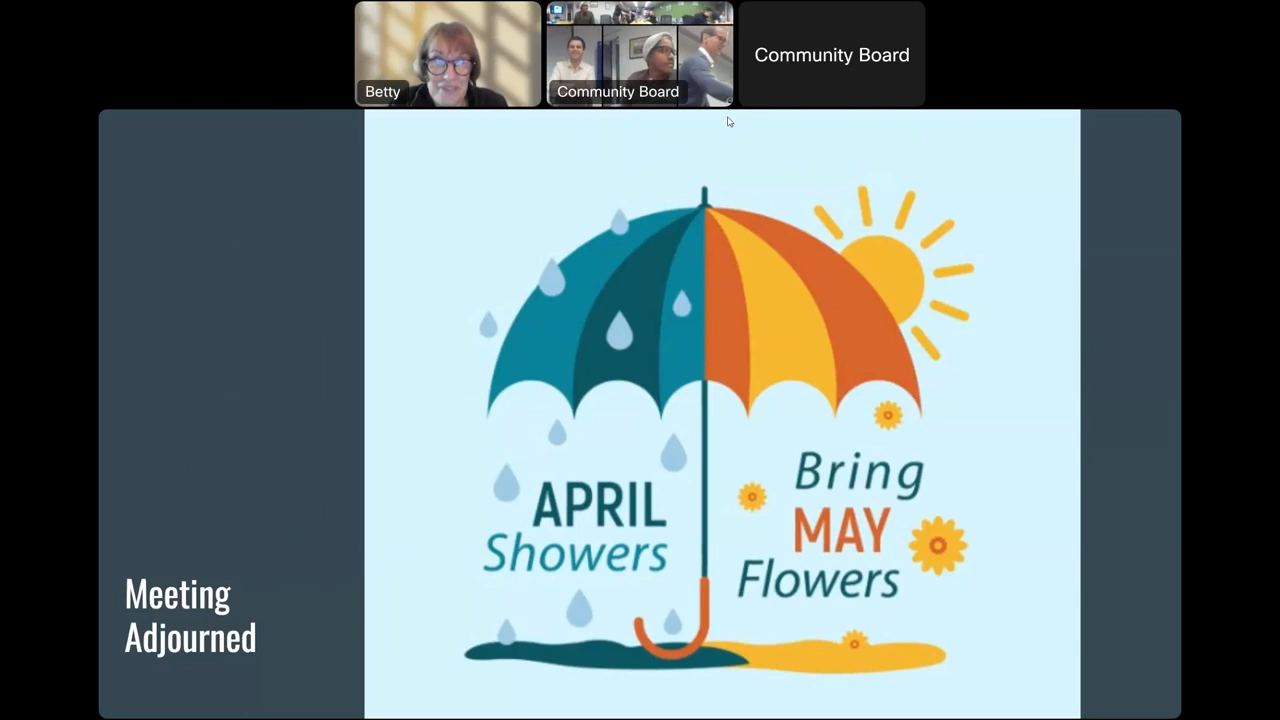 Betty
Community Board
Community Board
APRIL
Showers
Bring
MAY
Flowers
Meeting
Adjourned